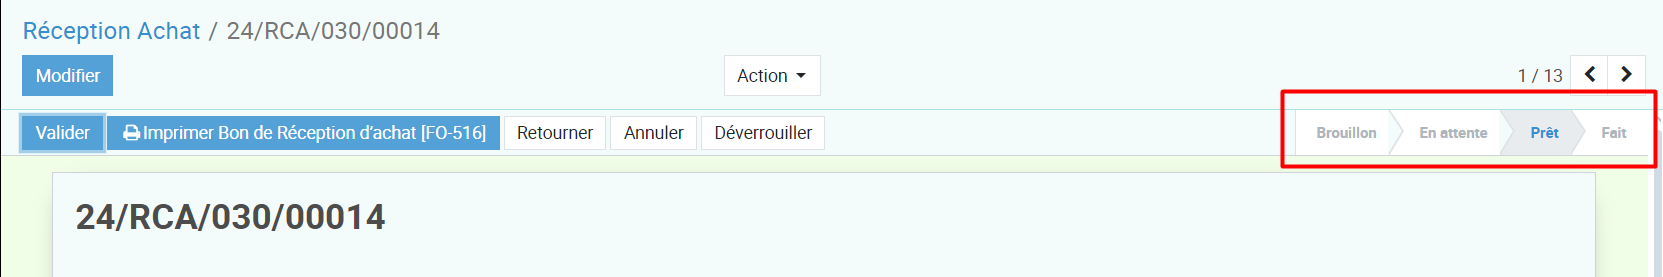 Réception Achat / 24/RCA/030/00014
Modifier Action 1 / 13
Valider Imprimer Bon de Réception d'achat [FO-516] Retourner Annuler Déverrouiller Brouillon En attente Prêt Fait
24/RCA/030/00014